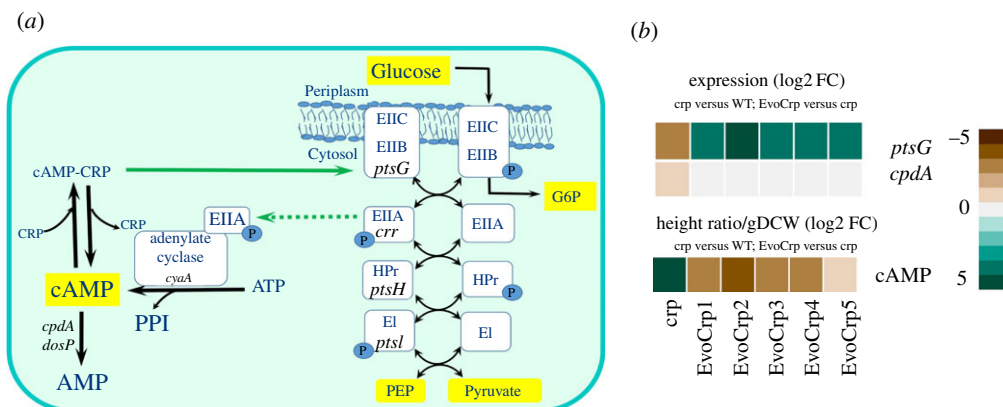 (a)
Glucose
Periplasm
Cytosol
EIIC
EIIB
ptsG
EIIC
EIIB
P
G6P
cAMP-CRP
CRP
CRP
EIIA
P
adenylate
cyclase
cyaA
cAMP
ATP
PPI
cpdA
dosP
AMP
EIIA
crr
P
EIIA
HPr
ptsH
HPr
P
EI
ptsI
P
EI
PEP
Pyruvate
(b)
expression (log2 FC)
crp versus WT; EvoCrp versus crp
ptsG
cpdA
height ratio/gDCW (log2 FC)
crp versus WT; EvoCrp versus crp
cAMP
crp
EvoCrp1
EvoCrp2
EvoCrp3
EvoCrp4
EvoCrp5
−5
0
5